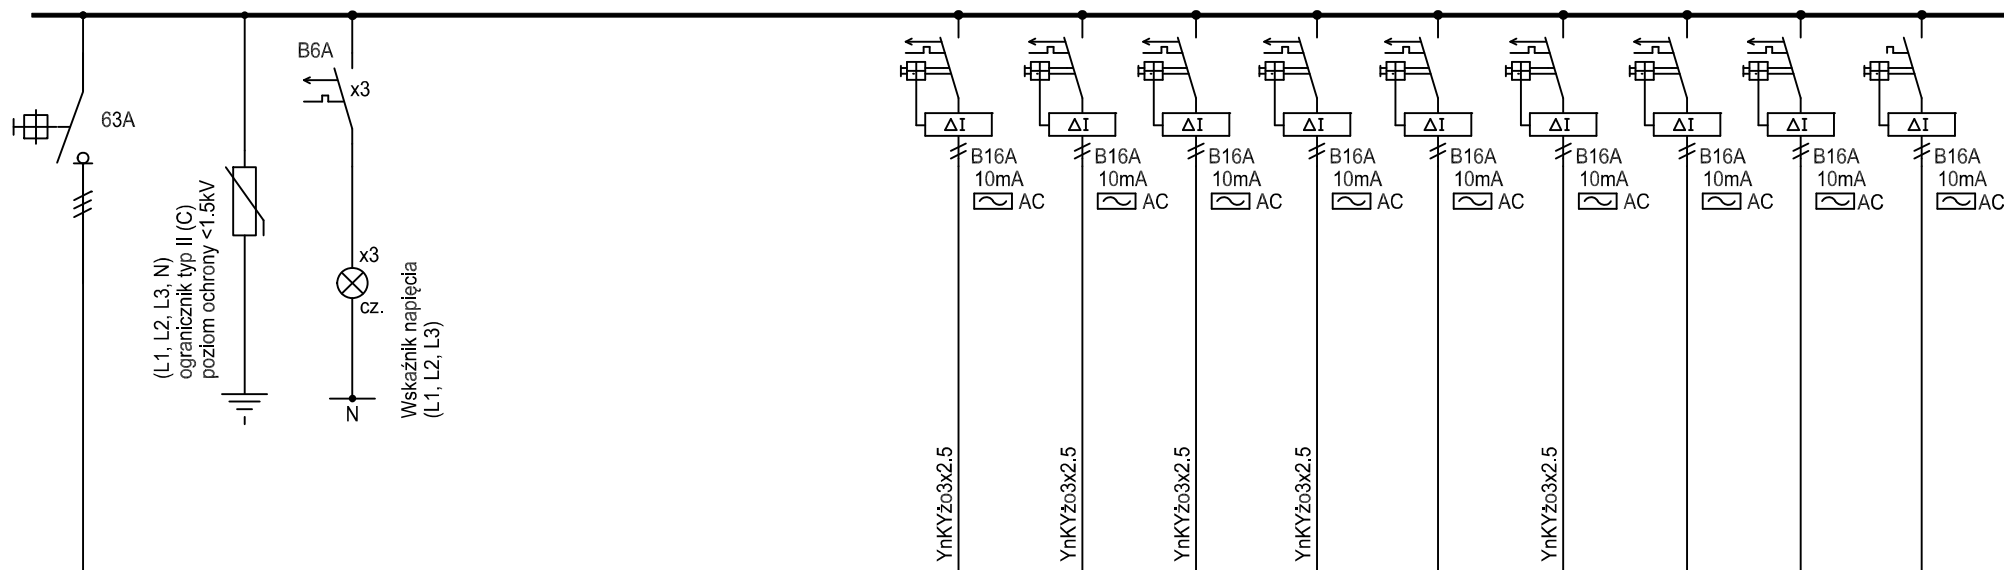 63A
(L1, L2, L3, N)
ogranicznik typ II (C)
poziom ochrony <1.5kV
B6A
x3
x3
cz.
N
Wskaźnik napięcia
(L1, L2, L3)
ΔI
B16A
10mA
AC
YnKYżo3x2.5
ΔI
B16A
10mA
AC
YnKYżo3x2.5
ΔI
B16A
10mA
AC
YnKYżo3x2.5
ΔI
B16A
10mA
AC
YnKYżo3x2.5
ΔI
B16A
10mA
AC
ΔI
B16A
10mA
AC
YnKYżo3x2.5
ΔI
B16A
10mA
AC
ΔI
B16A
10mA
AC
ΔI
B16A
10mA
AC